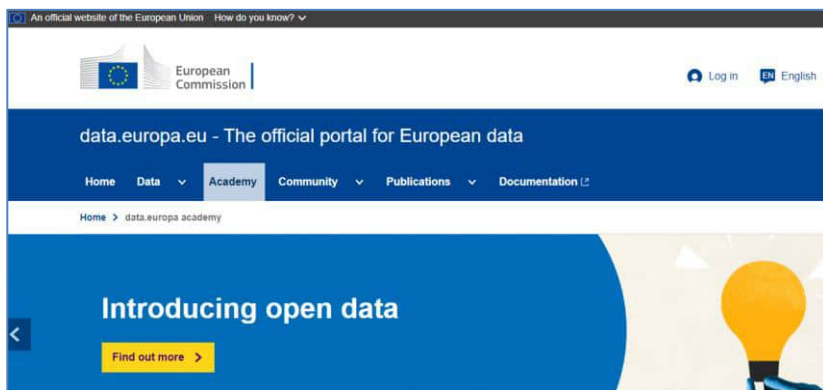 An official website of the European Union How do you know?
European
Commission
Log in EN English
data.europa.eu - The official portal for European data
Home Data Academy Community Publications Documentation
Home > data.europa academy
Introducing open data
Find out more >